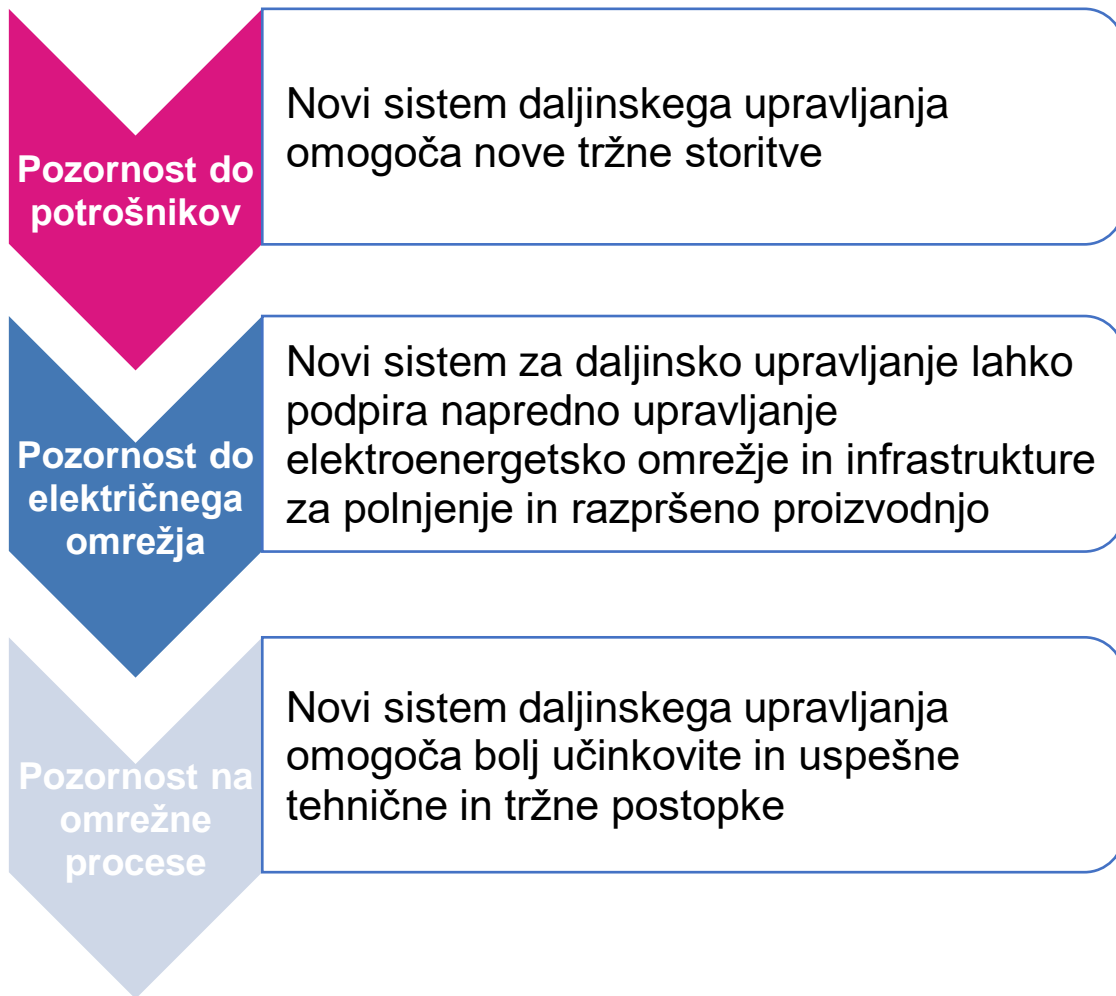 Pozornost do
potrošnikov
Novi sistem daljinskega upravljanja
omogoča nove tržne storitve
Pozornost do
električnega
omrežja
Novi sistem za daljinsko upravljanje lahko
podpira napredno upravljanje
elektroenergetsko omrežje in infrastrukture
za polnjenje in razpršeno proizvodnjo
Pozornost na
omrežne
procese
Novi sistem daljinskega upravljanja
omogoča bolj učinkovite in uspešne
tehnične in tržne postopke